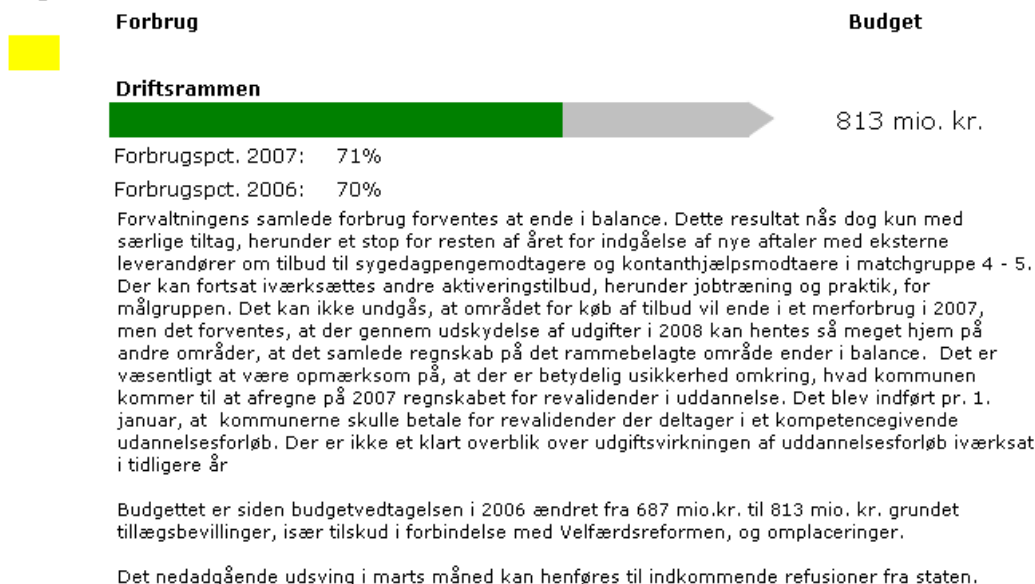 Forbrug Budget
Driftsrammen
813 mio. kr.
Forbrugspct. 2007: 71%
Forbrugspct. 2006: 70%
Forvaltningens samlede forbrug forventes at ende i balance. Dette resultat nås dog kun med
særlige tiltag, herunder et stop for resten af året for indgåelse af nye aftaler med eksterne
leverandører om tilbud til sygedagpengemodtagere og kontanthjælpsmodtaere i matchgruppe 4 - 5.
Der kan fortsat iværksættes andre aktiveringstilbud, herunder jobtræning og praktik, for
målgruppen. Det kan ikke undgås, at området for køb af tilbud vil ende i et merforbrug i 2007,
men det forventes, at der gennem udskydelse af udgifter i 2008 kan hentes så meget hjem på
andre områder, at det samlede regnskab på det rammebelagte område ender i balance.  Det er
væsentligt at være opmærksom på, at der er betydelig usikkerhed omkring, hvad kommunen
kommer til at afregne på 2007 regnskabet for revalidender i uddannelse. Det blev indført pr. 1.
januar, at  kommunerne skulle betale for revalidender der deltager i et kompetencegivende
udannelsesforløb. Der er ikke et klart overblik over udgiftsvirkningen af uddannelsesforløb iværksat
i tidligere år
Budgettet er siden budgetvedtagelsen i 2006 ændret fra 687 mio.kr. til 813 mio. kr. grundet
tillægsbevillinger, især tilskud i forbindelse med Velfærdsreformen, og omplaceringer.
Det nedadgående udsving i marts måned kan henføres til indkommende refusioner fra staten.